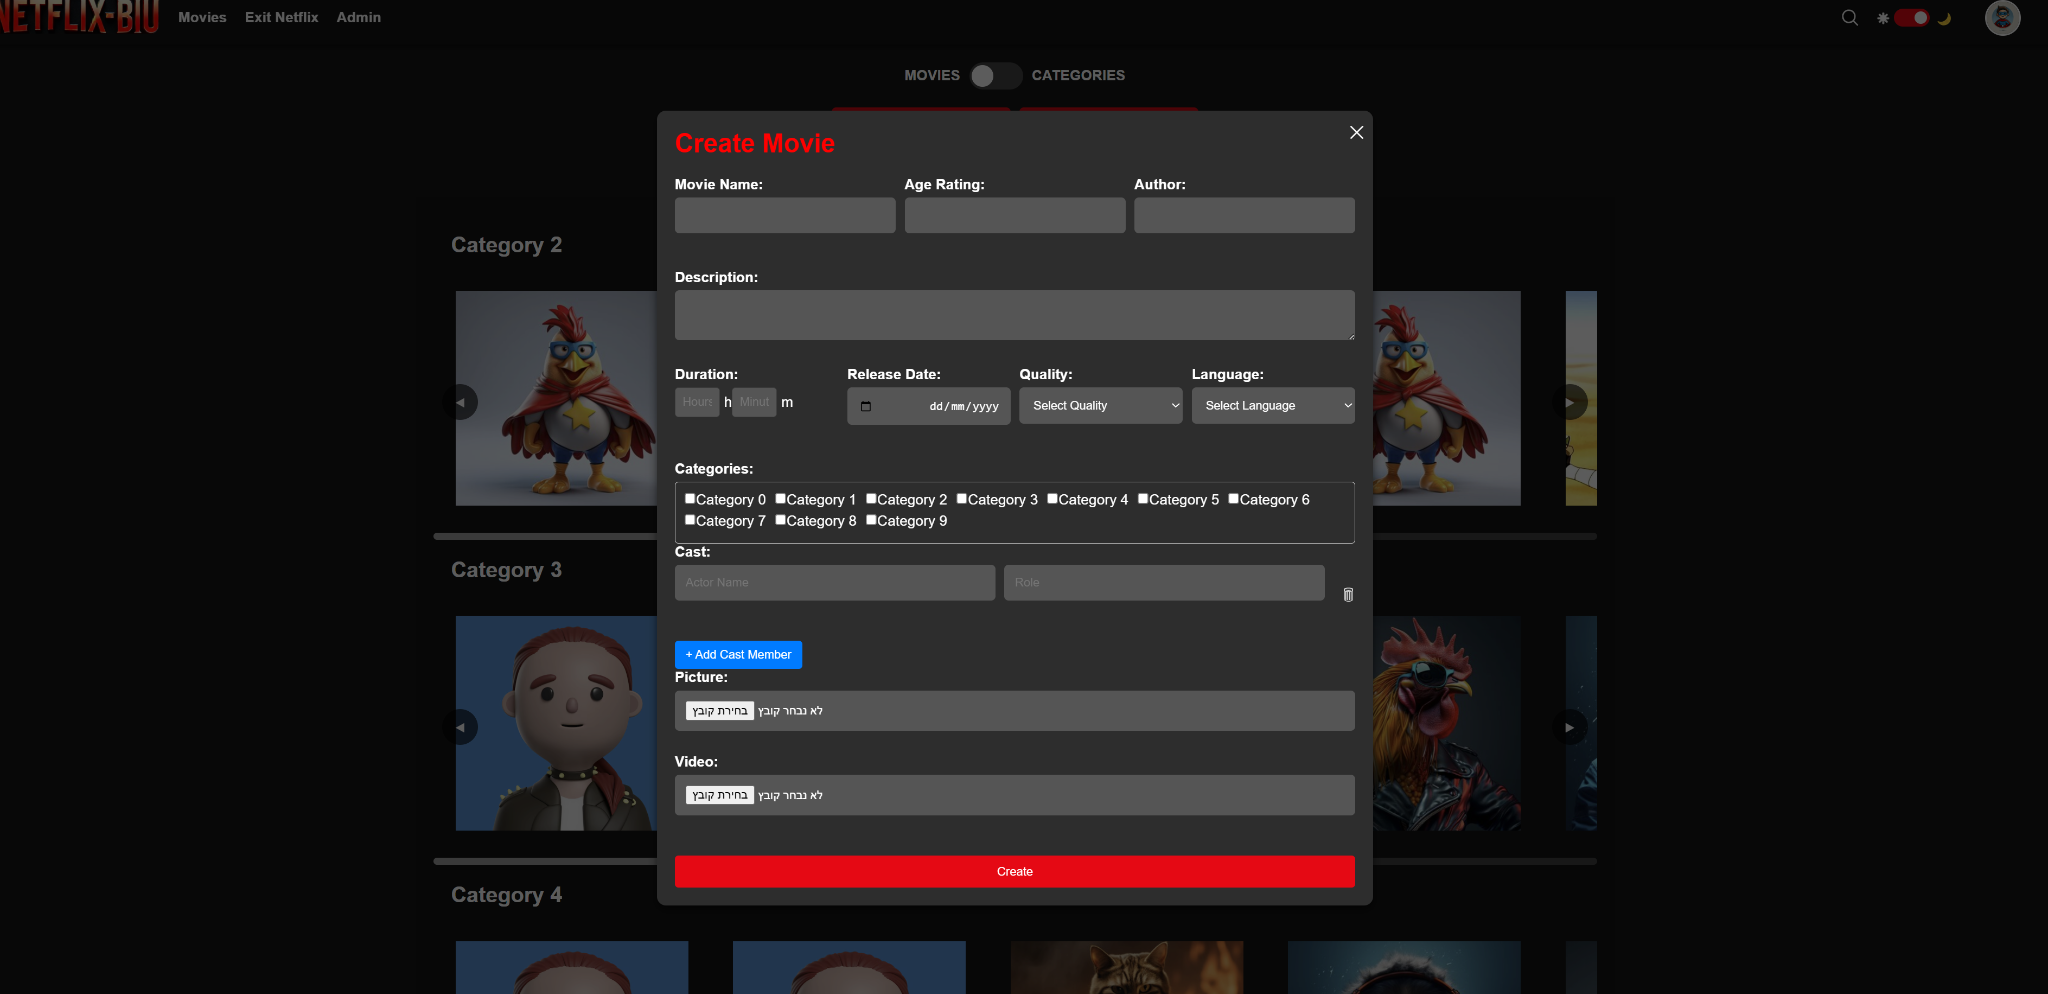 NETFLIX-BIU Movies Exit Netflix Admin
MOVIES CATEGORIES
Create Movie
Movie Name: Age Rating: Author:
Category 2
Description:
Duration: Release Date: Quality: Language:
Hours h Minut m dd/mm/yyyy Select Quality Select Language
Categories:
Category 0 Category 1 Category 2 Category 3 Category 4 Category 5 Category 6
Category 7 Category 8 Category 9
Cast:
Category 3
Actor Name Role
+ Add Cast Member
Picture:
בחירת קובץ לא נבחר קובץ
Video:
בחירת קובץ לא נבחר קובץ
Create
Category 4